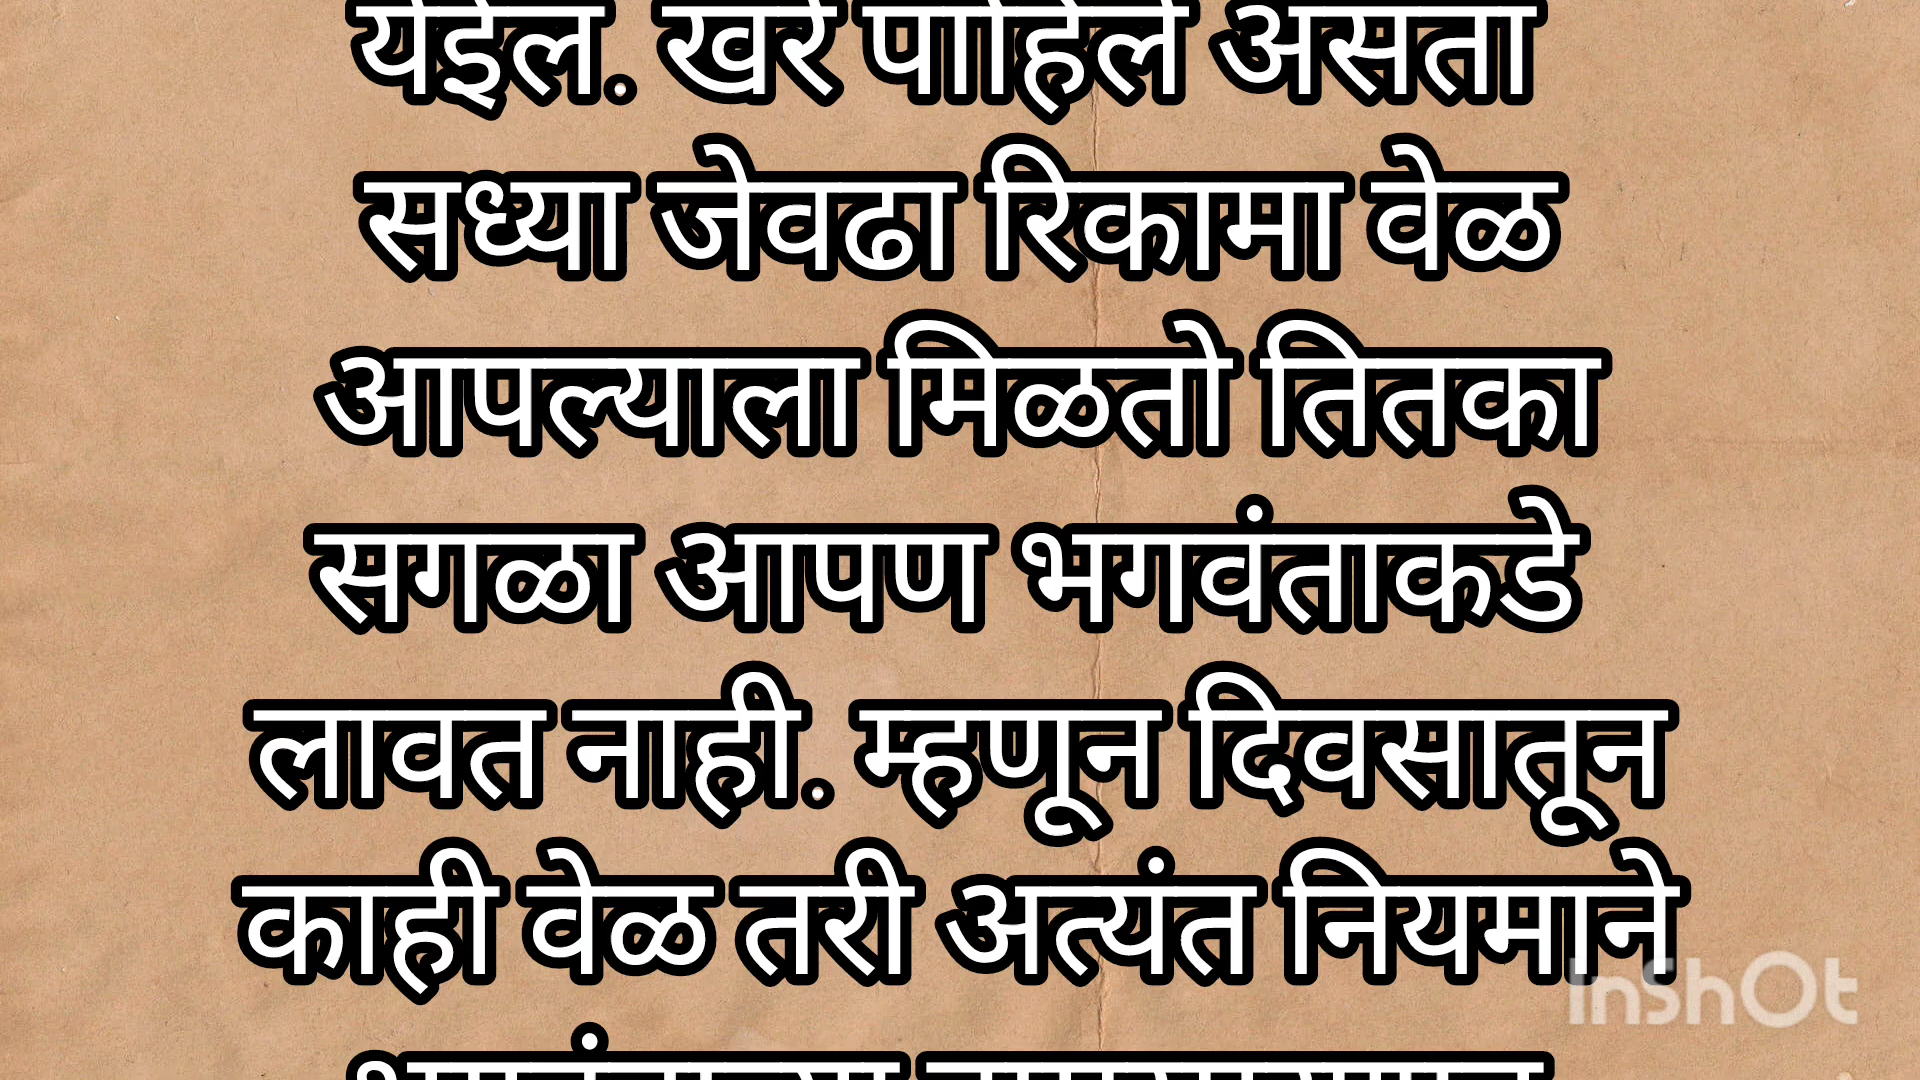 येईल. खरे पाहिले असता
सध्या जेवढा रिकामा वेळ
आपल्याला मिळतो तितका
सगळा आपण भगवंताकडे
लावत नाही. म्हणून दिवसातून
काही वेळ तरी अत्यंत नियमाने
InShOt